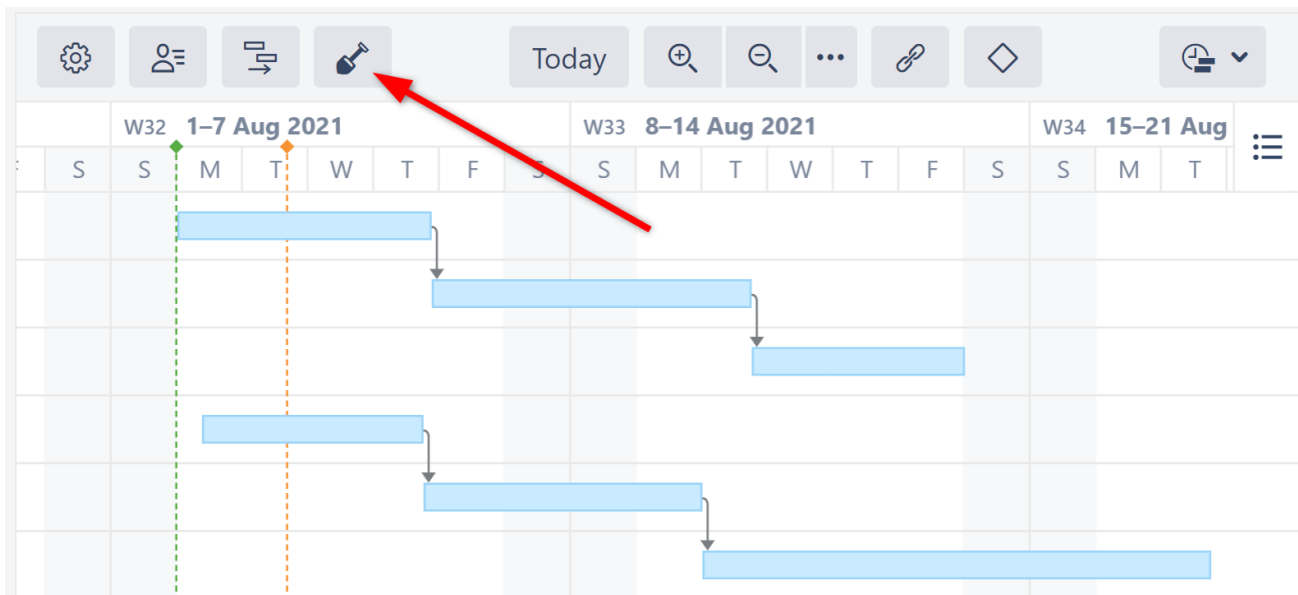 Today
W32 1–7 Aug 2021 W33 8–14 Aug 2021 W34 15–21 Aug
S S M T W T F S S M T W T F S S M T